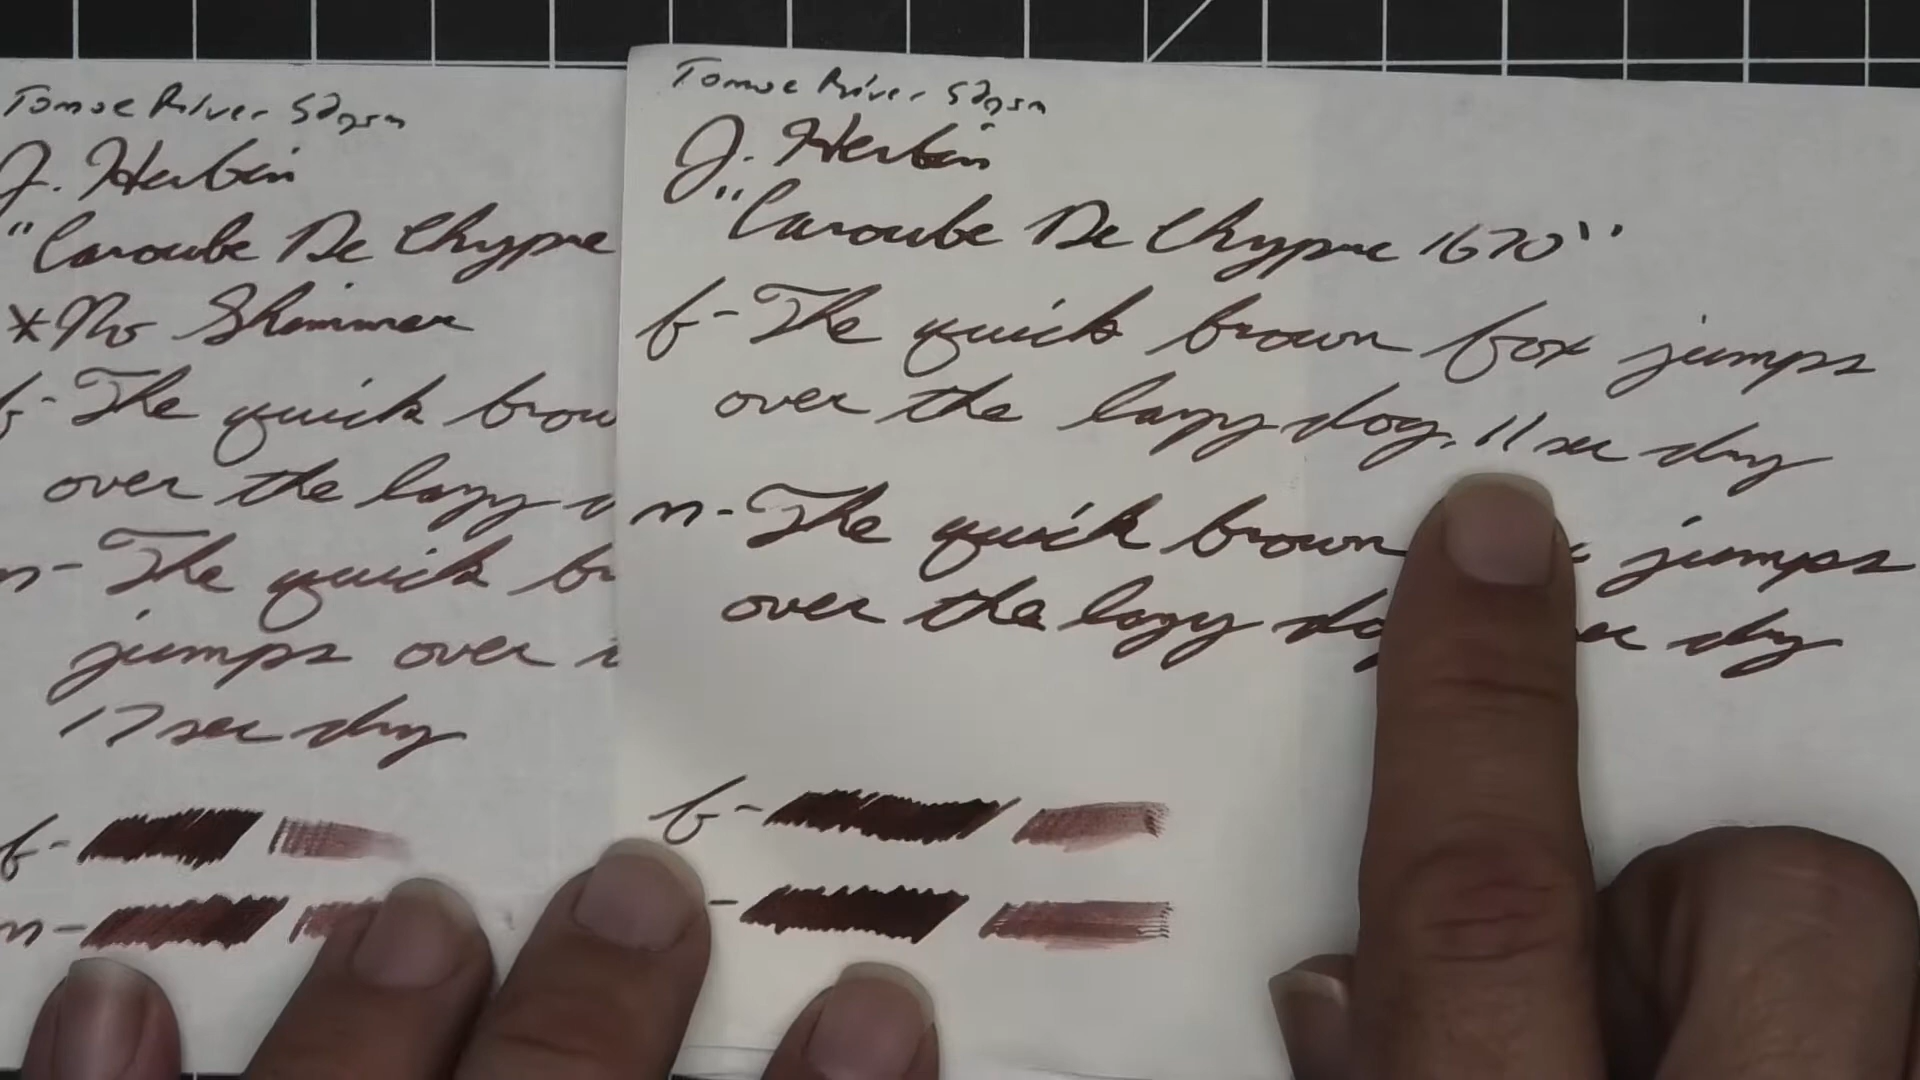 Tomoe River 52gsm
J. Herbin
"Caroube De Chypre
*No Shimmer
f- The quick brow
over the lazy d
m- The quick br
jumps over
17 sec dry
f-
m-
Tomoe River 52gsm
J. Herbin
"Caroube De Chypre 1670"
f- The quick brown fox jumps
over the lazy dog. 11 sec dry
m- The quick brown jumps
over the lazy do dry
f-
-